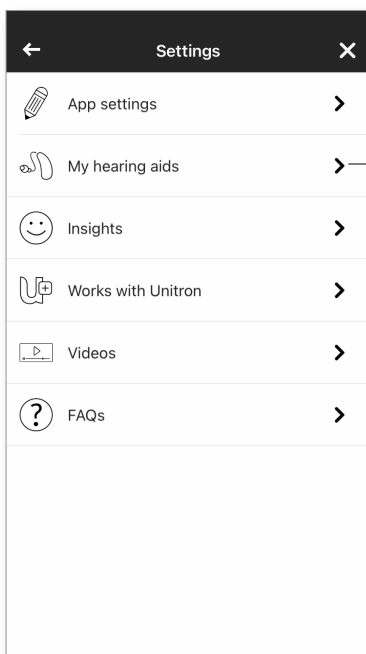 Settings
App settings
My hearing aids
Insights
Works with Unitron
Videos
?
FAQs